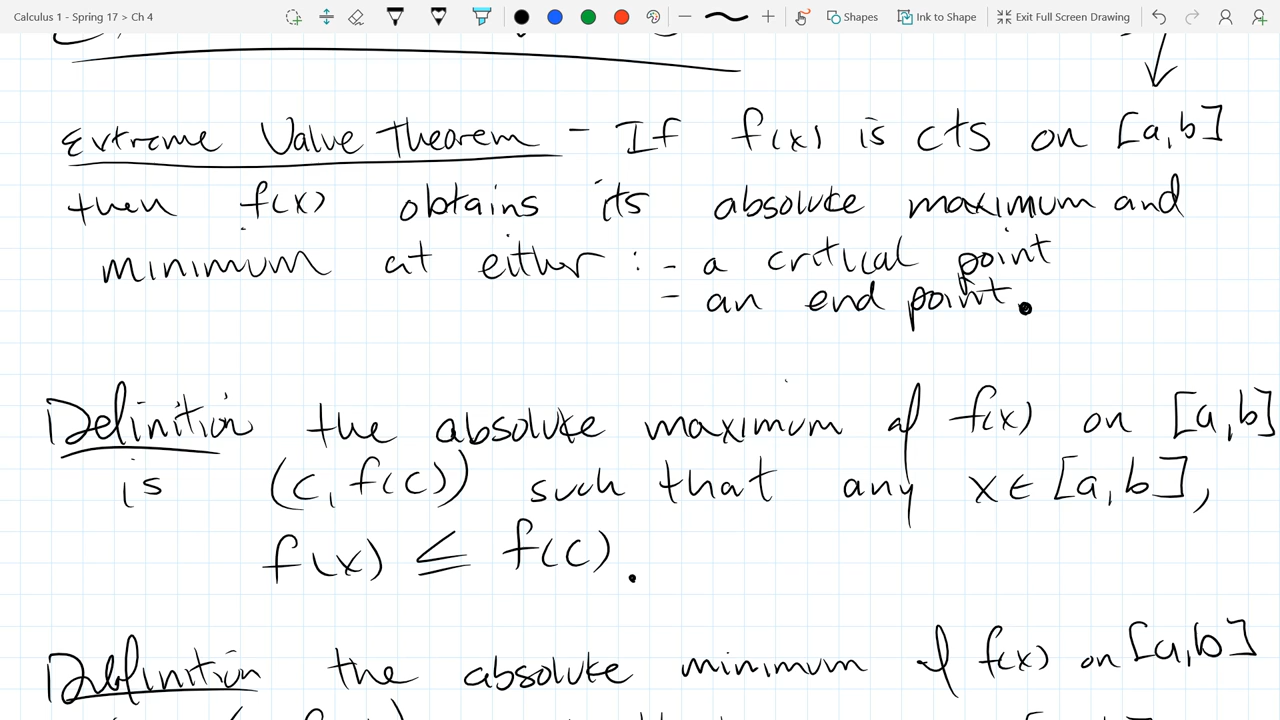 Calculus 1 - Spring 17 > Ch 4
Shapes
Ink to Shape
Exit Full Screen Drawing
Extreme Value Theorem - If f(x) is cts on [a,b]
then f(x) obtains its absolute maximum and
minimum at either : - a critical point
- an end point.
Definition the absolute maximum of f(x) on [a,b]
is (c, f(c)) such that any x ∈ [a,b],
f(x) ≤ f(c).
Definition the absolute minimum of f(x) on [a,b]